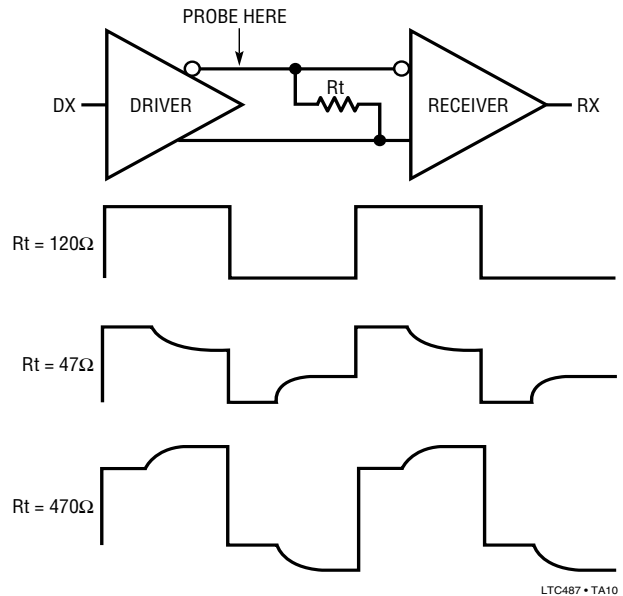 PROBE HERE
Rt
DX
DRIVER
RECEIVER
RX
Rt = 120Ω
Rt = 47Ω
Rt = 470Ω
LTC487 • TA10